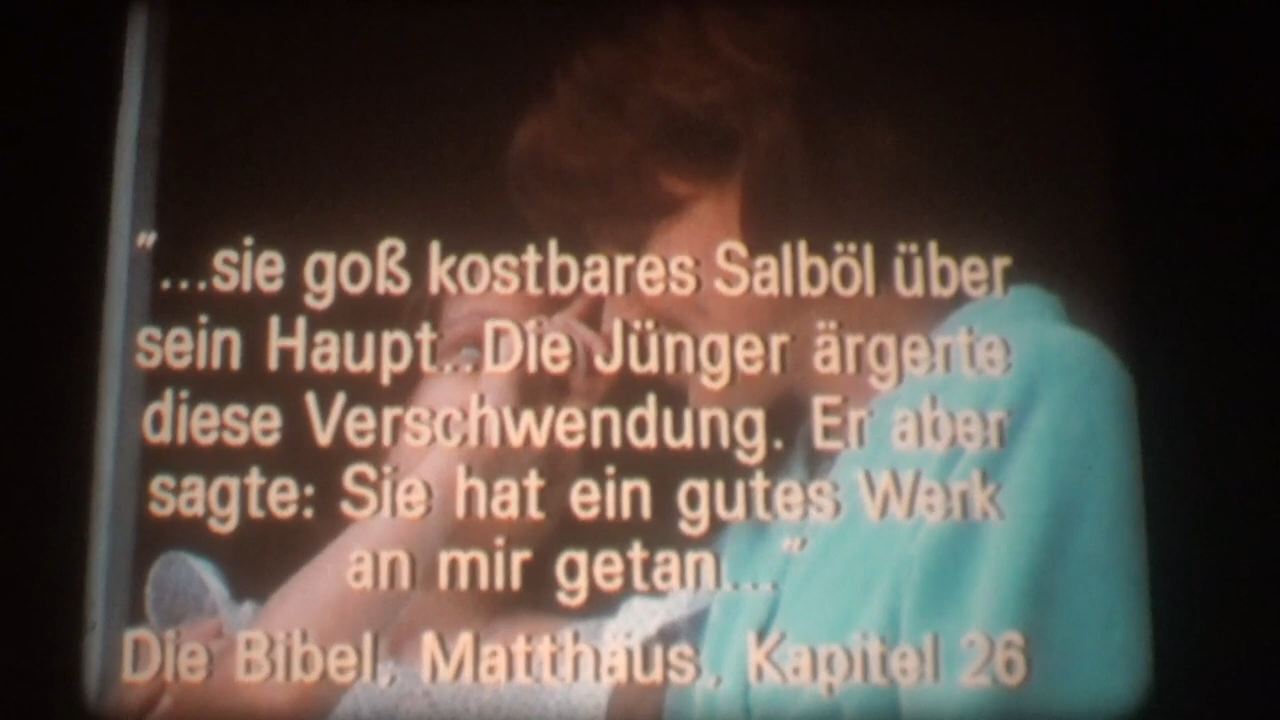 "...sie goß kostbares Salböl über
sein Haupt...Die Jünger ärgerte
diese Verschwendung. Er aber
sagte: Sie hat ein gutes Werk
an mir getan...."
Die Bibel, Matthäus, Kapitel 26